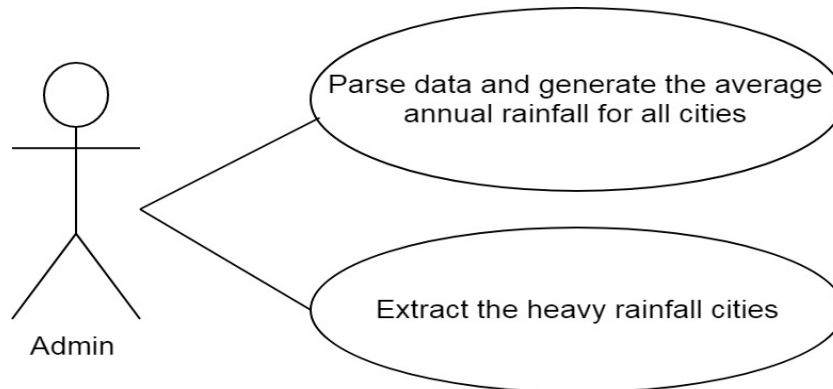 Parse data and generate the average
annual rainfall for all cities
Extract the heavy rainfall cities
Admin